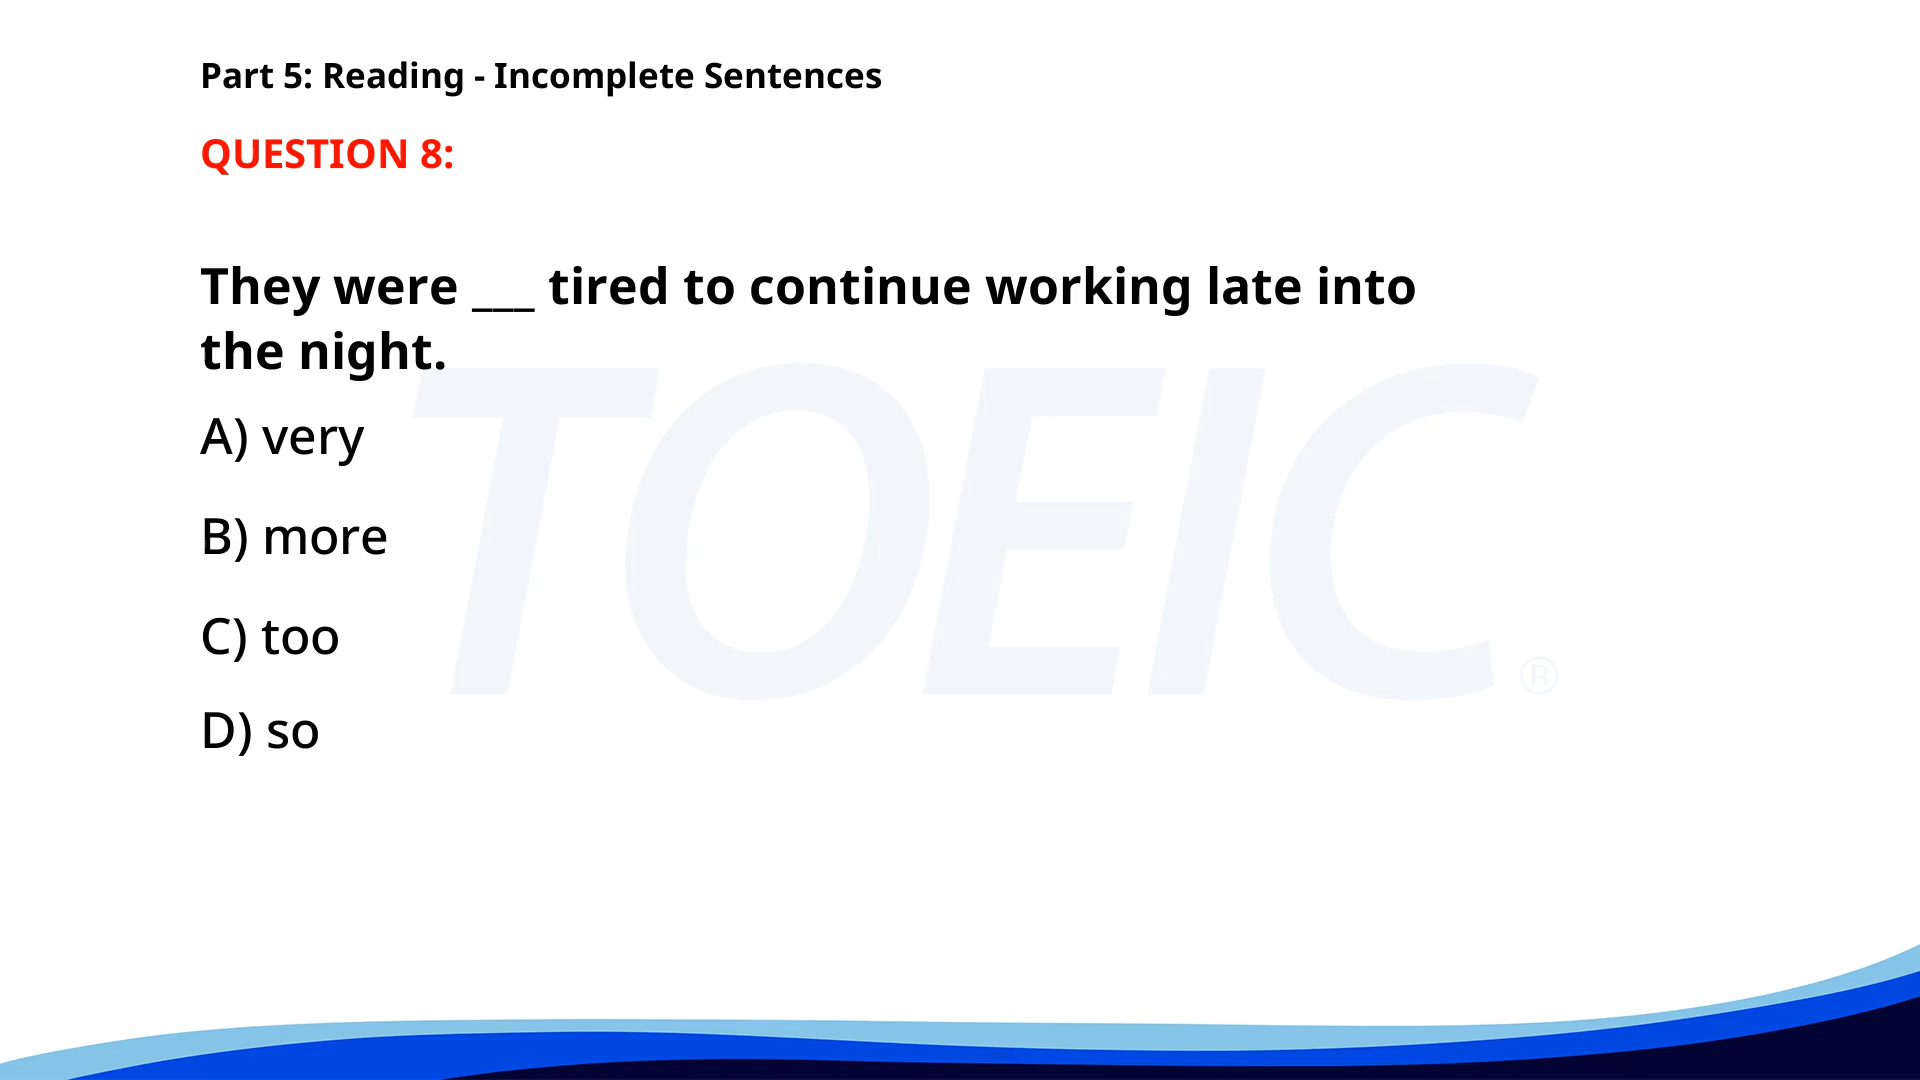 Part 5: Reading - Incomplete Sentences
QUESTION 8:
They were ___ tired to continue working late into
the night.
A) very
B) more
C) too
D) so
TOEIC®